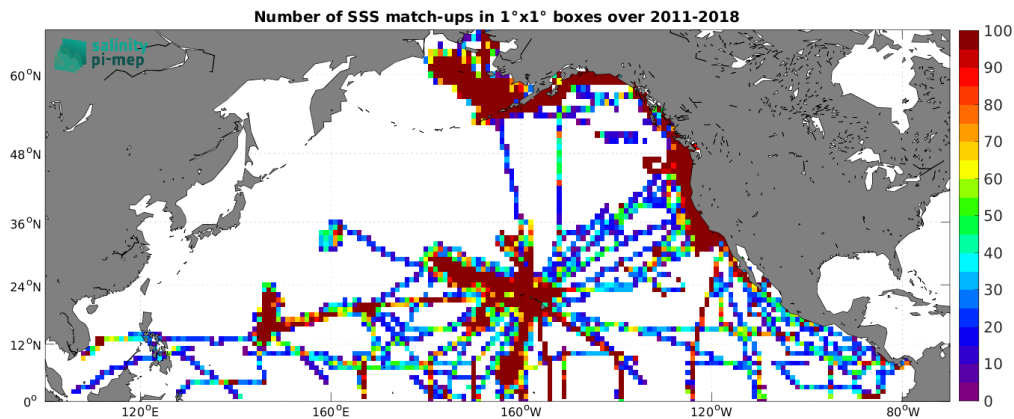 Number of SSS match-ups in 1°x1° boxes over 2011-2018
salinity
pi-mep
60°N
48°N
36°N
24°N
12°N
0°
120°E
160°E
160°W
120°W
80°W
100
90
80
70
60
50
40
30
20
10
0